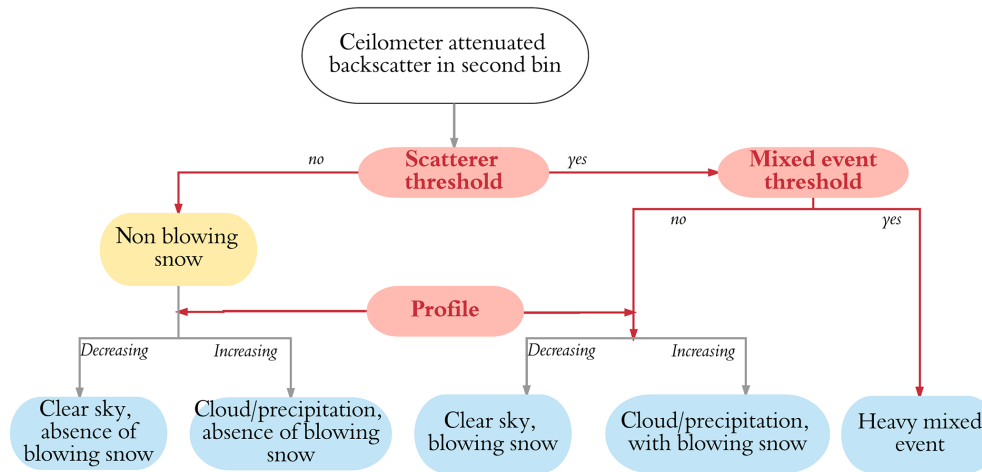 Ceilometer attenuated
backscatter in second bin
no
Scatterer
threshold
yes
Mixed event
threshold
no
yes
Non blowing
snow
Profile
Decreasing
Increasing
Decreasing
Increasing
Clear sky,
absence of
blowing snow
Cloud/precipitation,
absence of blowing
snow
Clear sky,
blowing snow
Cloud/precipitation,
with blowing snow
Heavy mixed
event